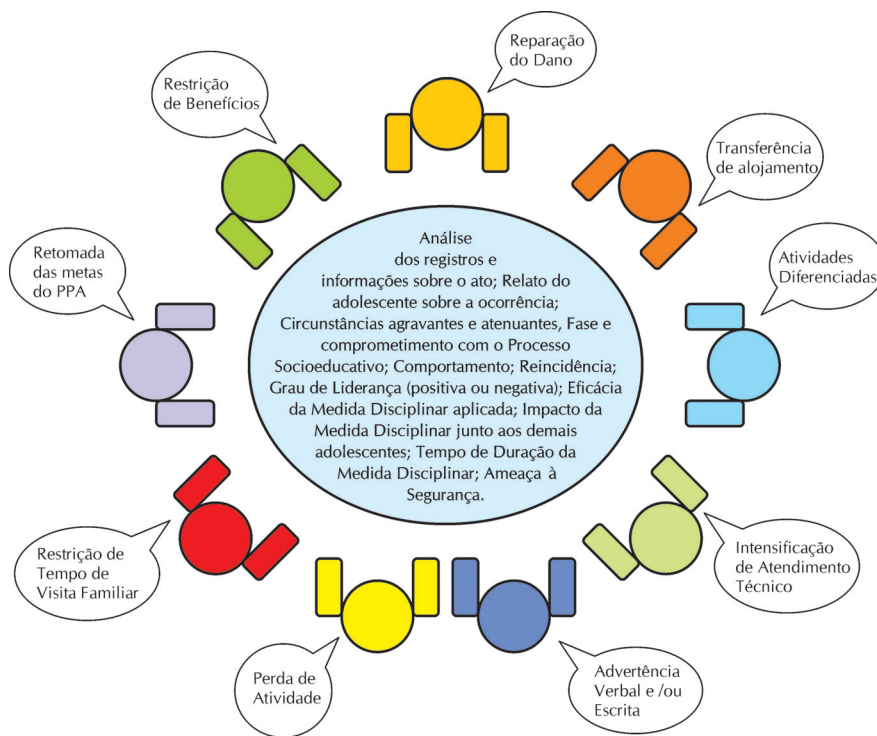 Reparação
do Dano
Restrição
de Benefícios
Transferência
de alojamento
Retomada
das metas
do PPA
Atividades
Diferenciadas
Análise
dos registros e
informações sobre o ato; Relato do
adolescente sobre a ocorrência;
Circunstâncias agravantes e atenuantes, Fase e
comprometimento com o Processo
Socioeducativo; Comportamento; Reincidência;
Grau de Liderança (positiva ou negativa); Eficácia
da Medida Disciplinar aplicada; Impacto da
Medida Disciplinar junto aos demais
adolescentes; Tempo de Duração da
Medida Disciplinar; Ameaça à
Segurança.
Restrição de
Tempo de
Visita Familiar
Intensificação
de Atendimento
Técnico
Perda de
Atividade
Advertência
Verbal e /ou
Escrita